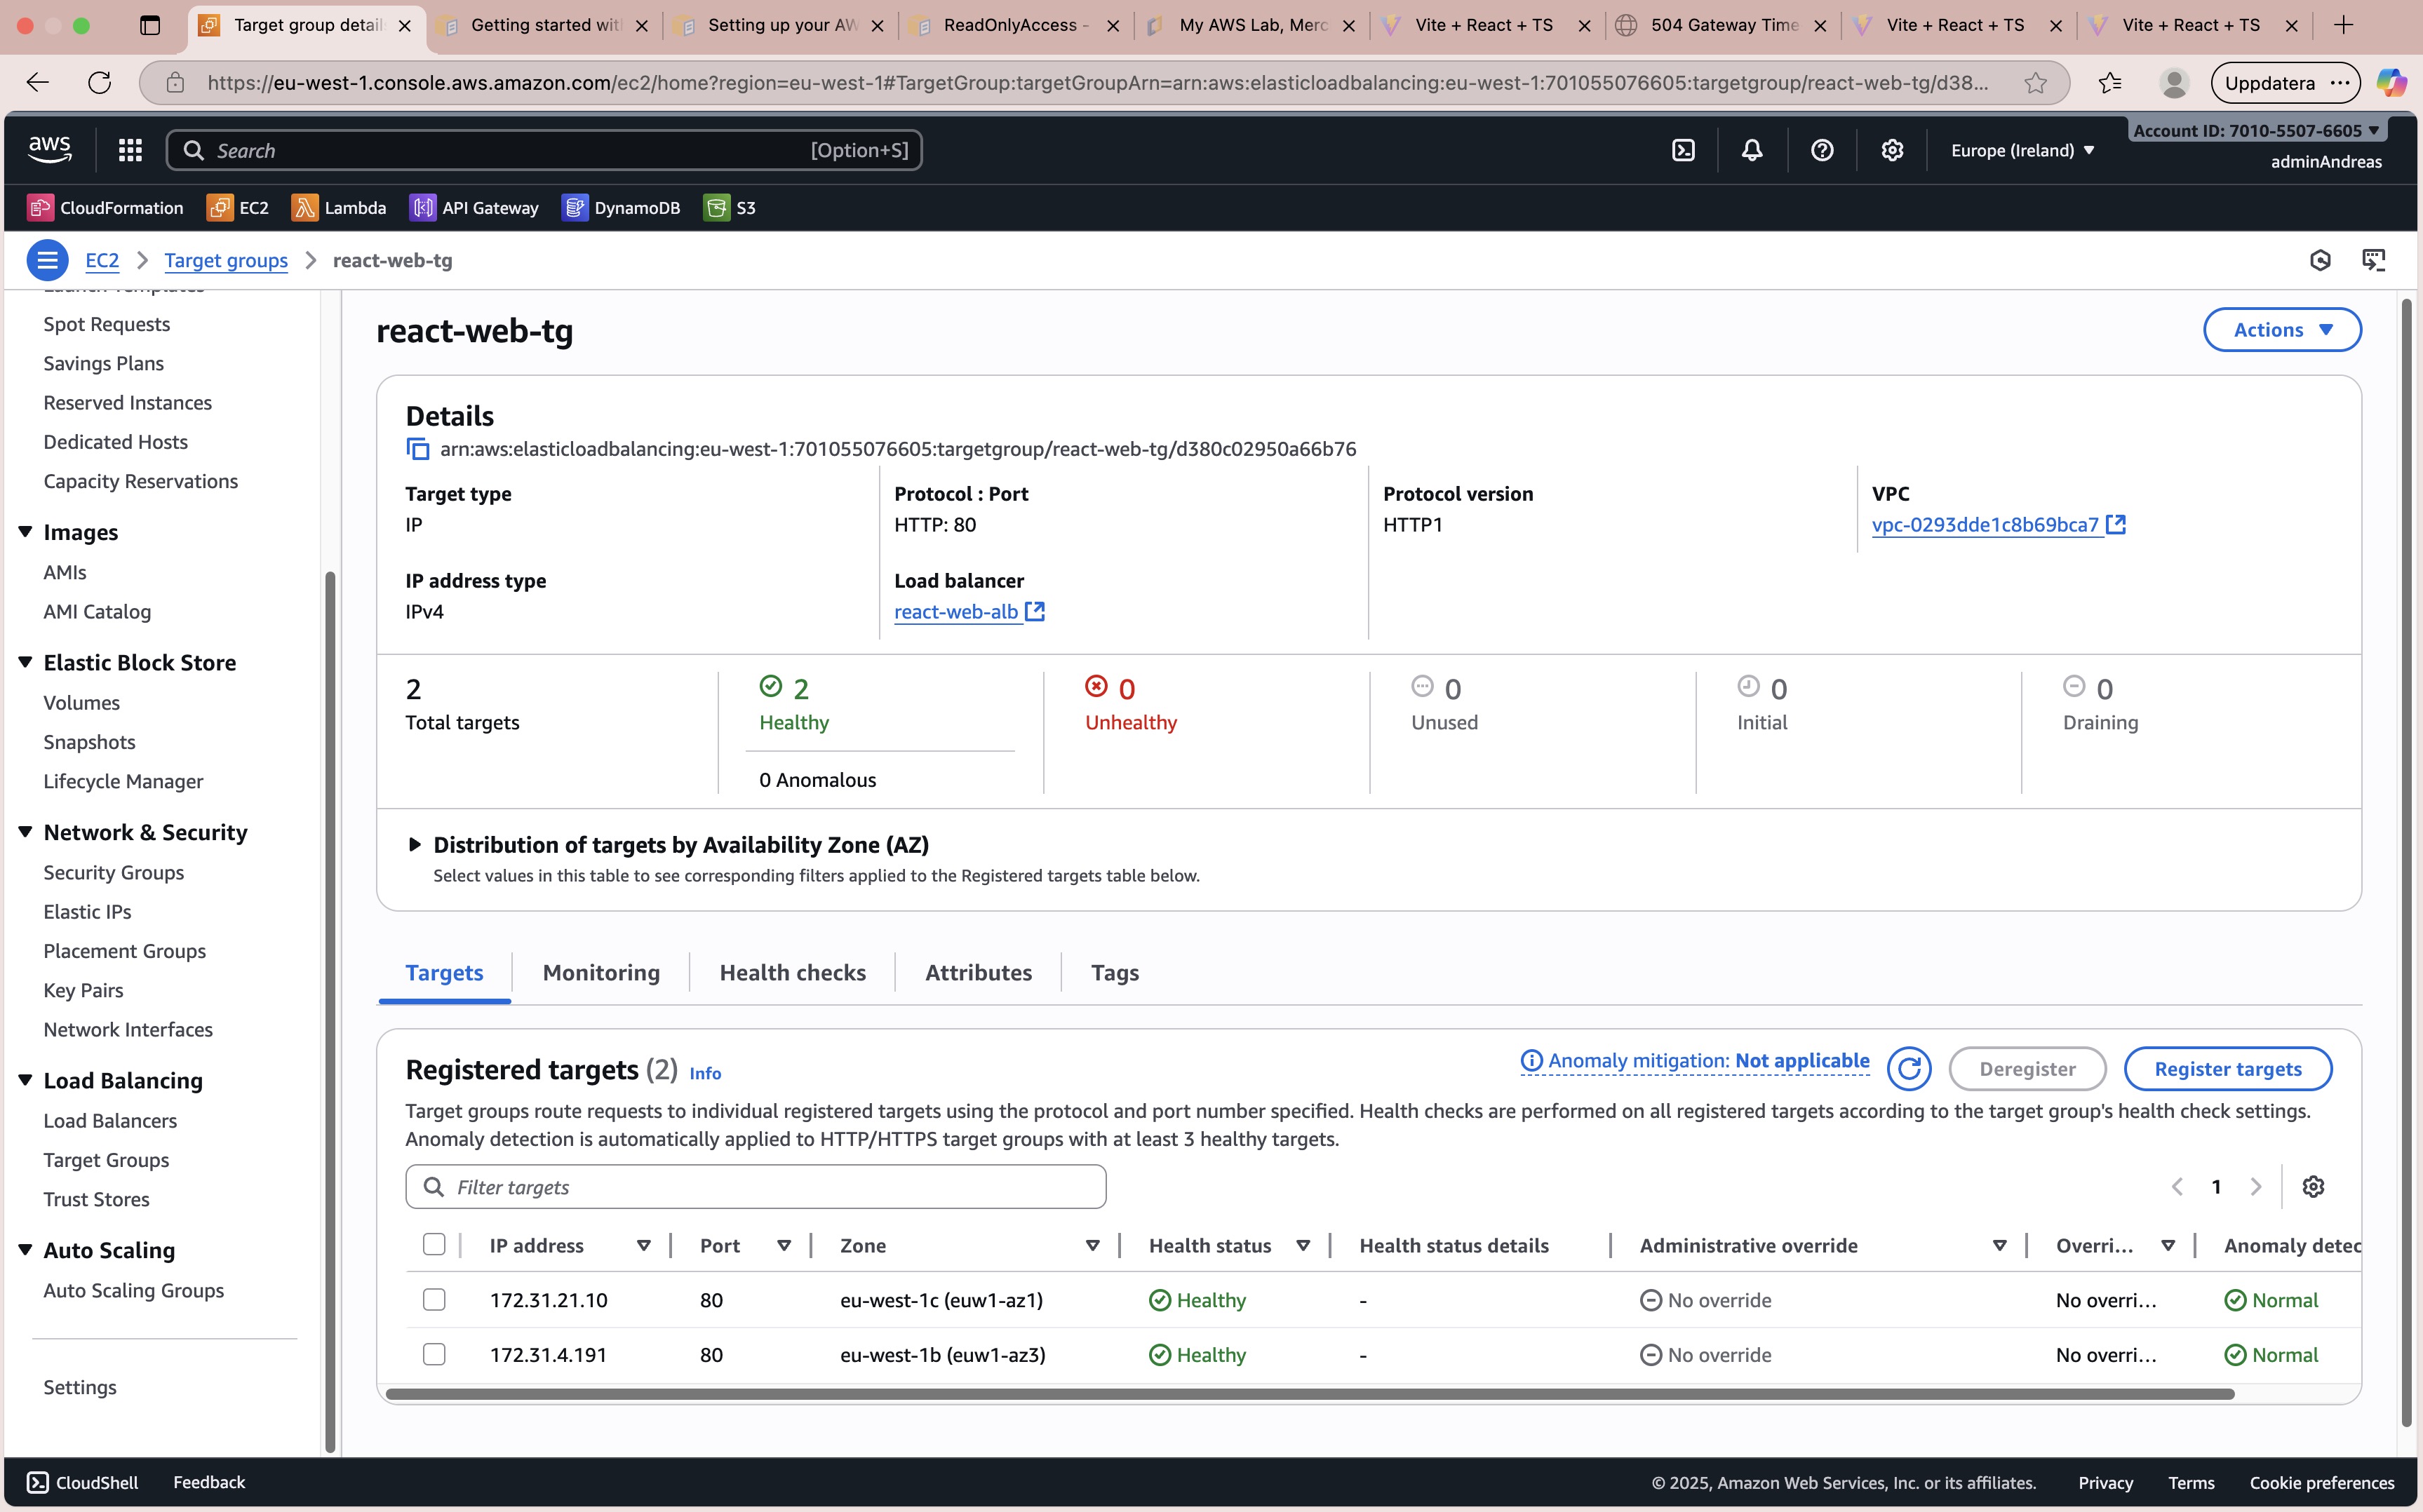 Target group detail
Getting started wit
Setting up your AW
ReadOnlyAccess -
My AWS Lab, Merc
Vite + React + TS
504 Gateway Time
Vite + React + TS
Vite + React + TS
https://eu-west-1.console.aws.amazon.com/ec2/home?region=eu-west-1#TargetGroup:targetGroupArn=arn:aws:elasticloadbalancing:eu-west-1:701055076605:targetgroup/react-web-tg/d38...
Uppdatera
aws
Search
[Option+S]
Europe (Ireland)
Account ID: 7010-5507-6605
adminAndreas
CloudFormation
EC2
Lambda
API Gateway
DynamoDB
S3
EC2
Target groups
react-web-tg
Spot Requests
Savings Plans
Reserved Instances
Dedicated Hosts
Capacity Reservations
Images
AMIs
AMI Catalog
Elastic Block Store
Volumes
Snapshots
Lifecycle Manager
Network & Security
Security Groups
Elastic IPs
Placement Groups
Key Pairs
Network Interfaces
Load Balancing
Load Balancers
Target Groups
Trust Stores
Auto Scaling
Auto Scaling Groups
Settings
react-web-tg
Actions
Details
arn:aws:elasticloadbalancing:eu-west-1:701055076605:targetgroup/react-web-tg/d380c02950a66b76
Target type
IP
Protocol : Port
HTTP: 80
Protocol version
HTTP1
VPC
vpc-0293dde1c8b69bca7
IP address type
IPv4
Load balancer
react-web-alb
2
Total targets
2
Healthy
0 Anomalous
0
Unhealthy
0
Unused
0
Initial
0
Draining
Distribution of targets by Availability Zone (AZ)
Select values in this table to see corresponding filters applied to the Registered targets table below.
Targets
Monitoring
Health checks
Attributes
Tags
Registered targets (2) Info
Anomaly mitigation: Not applicable
Deregister
Register targets
Target groups route requests to individual registered targets using the protocol and port number specified. Health checks are performed on all registered targets according to the target group's health check settings.
Anomaly detection is automatically applied to HTTP/HTTPS target groups with at least 3 healthy targets.
Filter targets
1
IP address
Port
Zone
Health status
Health status details
Administrative override
Overri...
Anomaly detec
172.31.21.10
80
eu-west-1c (euw1-az1)
Healthy
-
No override
No overri...
Normal
172.31.4.191
80
eu-west-1b (euw1-az3)
Healthy
-
No override
No overri...
Normal
CloudShell
Feedback
© 2025, Amazon Web Services, Inc. or its affiliates.
Privacy
Terms
Cookie preferences